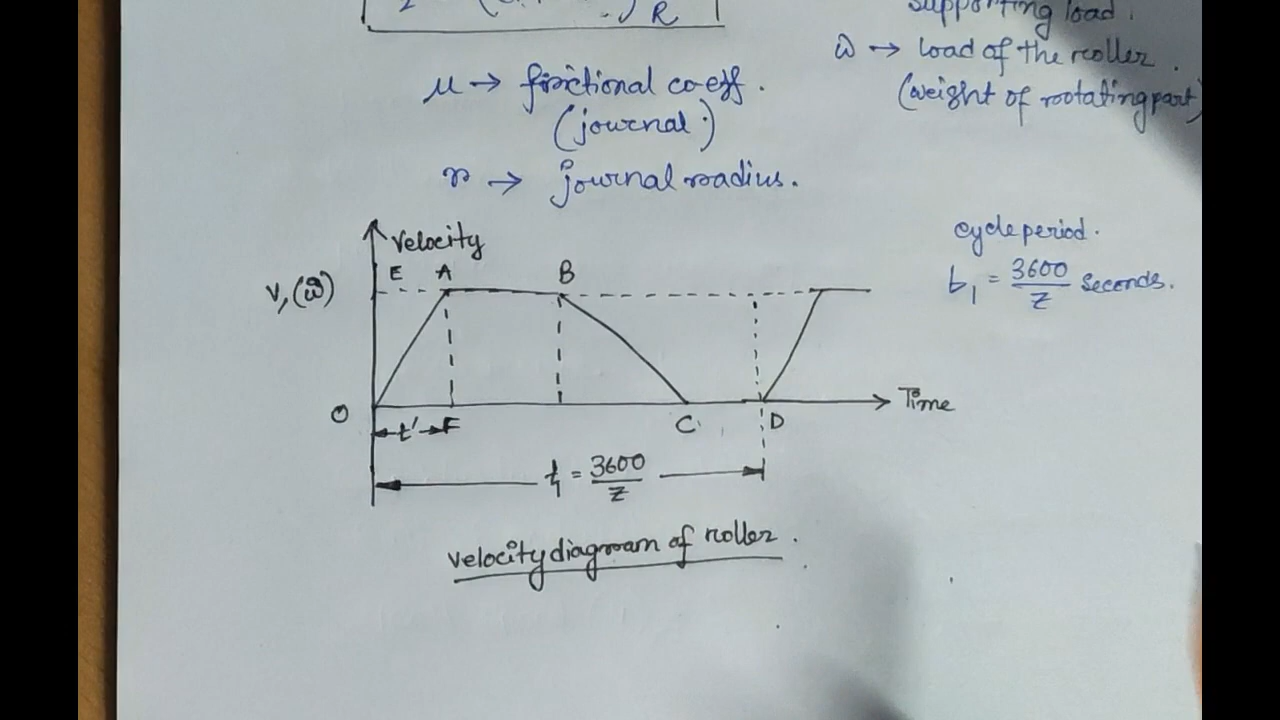 R
supporting load.
ω → load of the roller.
(weight of rotating part)
μ → frictional co-eff.
(journal)
r → journal radius.
Velocity
E A B
V, (ω)
cycle period.
t₁ = 3600/Z seconds.
O
Time
t' F C D
t₁ = 3600/Z
velocity diagram of roller.